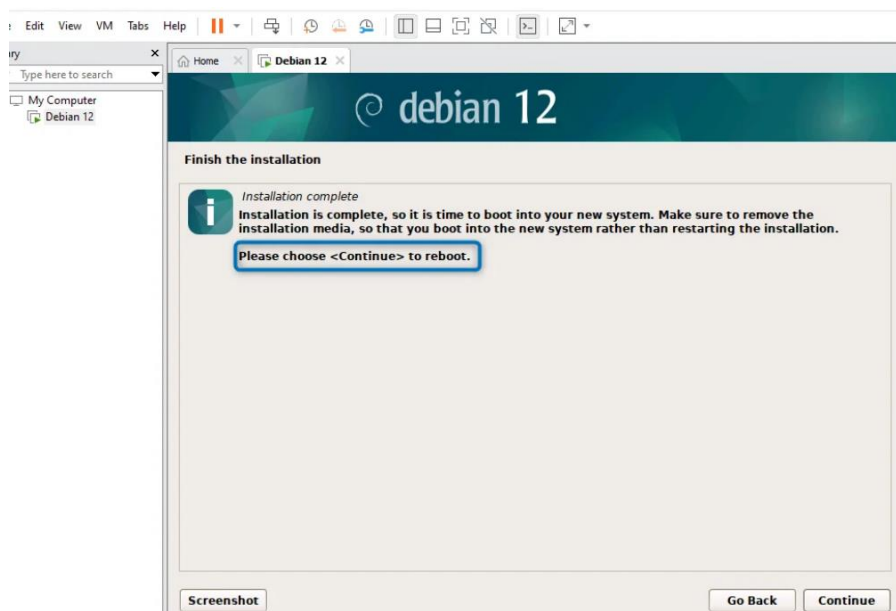 Edit View VM Tabs Help
Type here to search
Home
Debian 12
My Computer
Debian 12
debian 12
Finish the installation
Installation complete
Installation is complete, so it is time to boot into your new system. Make sure to remove the
installation media, so that you boot into the new system rather than restarting the installation.
Please choose <Continue> to reboot.
Screenshot
Go Back
Continue